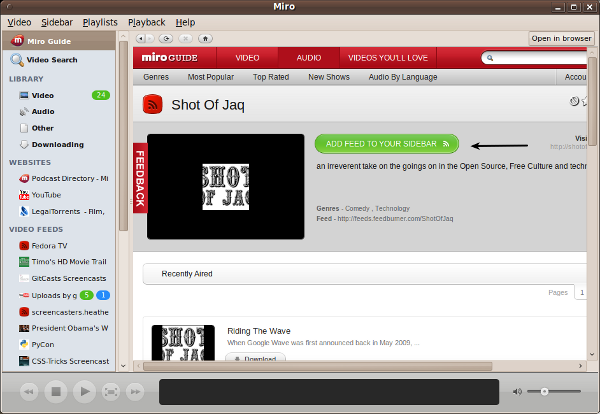 Miro
Video Sidebar Playlists Playback Help
Miro Guide
Video Search
LIBRARY
Video 24
Audio
Other
Downloading
WEBSITES
Podcast Directory - Mi
YouTube
LegalTorrents - Film,
VIDEO FEEDS
Fedora TV
Timo's HD Movie Trail
GitCasts Screencasts
Uploads by g 5 1
screencasters.heathe
President Obama's W
PyCon
CSS-Tricks Screencast
Open in browser
miro GUIDE VIDEO AUDIO VIDEOS YOU'LL LOVE
Genres Most Popular Top Rated New Shows Audio By Language Accou
Shot Of Jaq
FEEDBACK
SHOT
OF JAQ
ADD FEED TO YOUR SIDEBAR
Visi
http://shotof
an irreverent take on the goings on in the Open Source, Free Culture and techn
Genres - Comedy , Technology
Feed - http://feeds.feedburner.com/ShotOfJaq
Recently Aired
Pages 1
SHOT
OF JAQ
Riding The Wave
When Google Wave was first announced back in May 2009, ...
Download